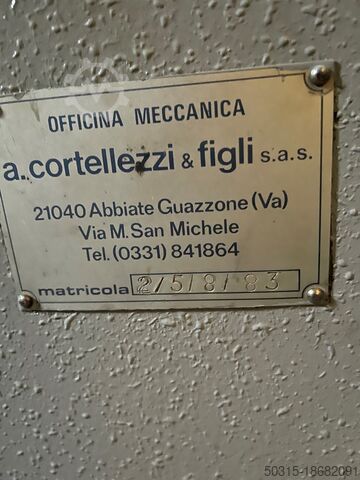 OFFICINA MECCANICA
a. cortellezzi & figli s.a.s.
21040 Abbiate Guazzone (Va)
Via M. San Michele
Tel. (0331) 841864
matricola 2/5/8/83
50315-18682091